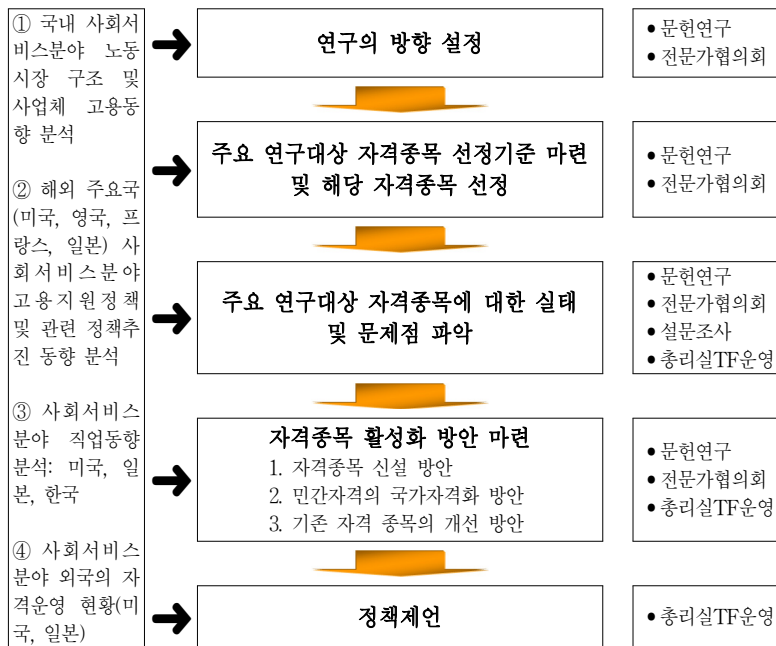 ① 국내 사회서
비스분야 노동
시장 구조 및
사업체 고용동
향 분석
② 해외 주요국
(미국, 영국, 프
랑스, 일본) 사
회서비스분야
고용지원정책
및 관련 정책추
진 동향 분석
③ 사회서비스
분야 직업동향
분석: 미국, 일
본, 한국
④ 사회서비스
분야 외국의 자
격운영 현황(미
국, 일본)
연구의 방향 설정
• 문헌연구
• 전문가협의회
주요 연구대상 자격종목 선정기준 마련
및 해당 자격종목 선정
• 문헌연구
• 전문가협의회
주요 연구대상 자격종목에 대한 실태
및 문제점 파악
• 문헌연구
• 전문가협의회
• 설문조사
• 총리실TF운영
자격종목 활성화 방안 마련
1. 자격종목 신설 방안
2. 민간자격의 국가자격화 방안
3. 기존 자격 종목의 개선 방안
• 문헌연구
• 전문가협의회
• 총리실TF운영
정책제언
• 총리실TF운영